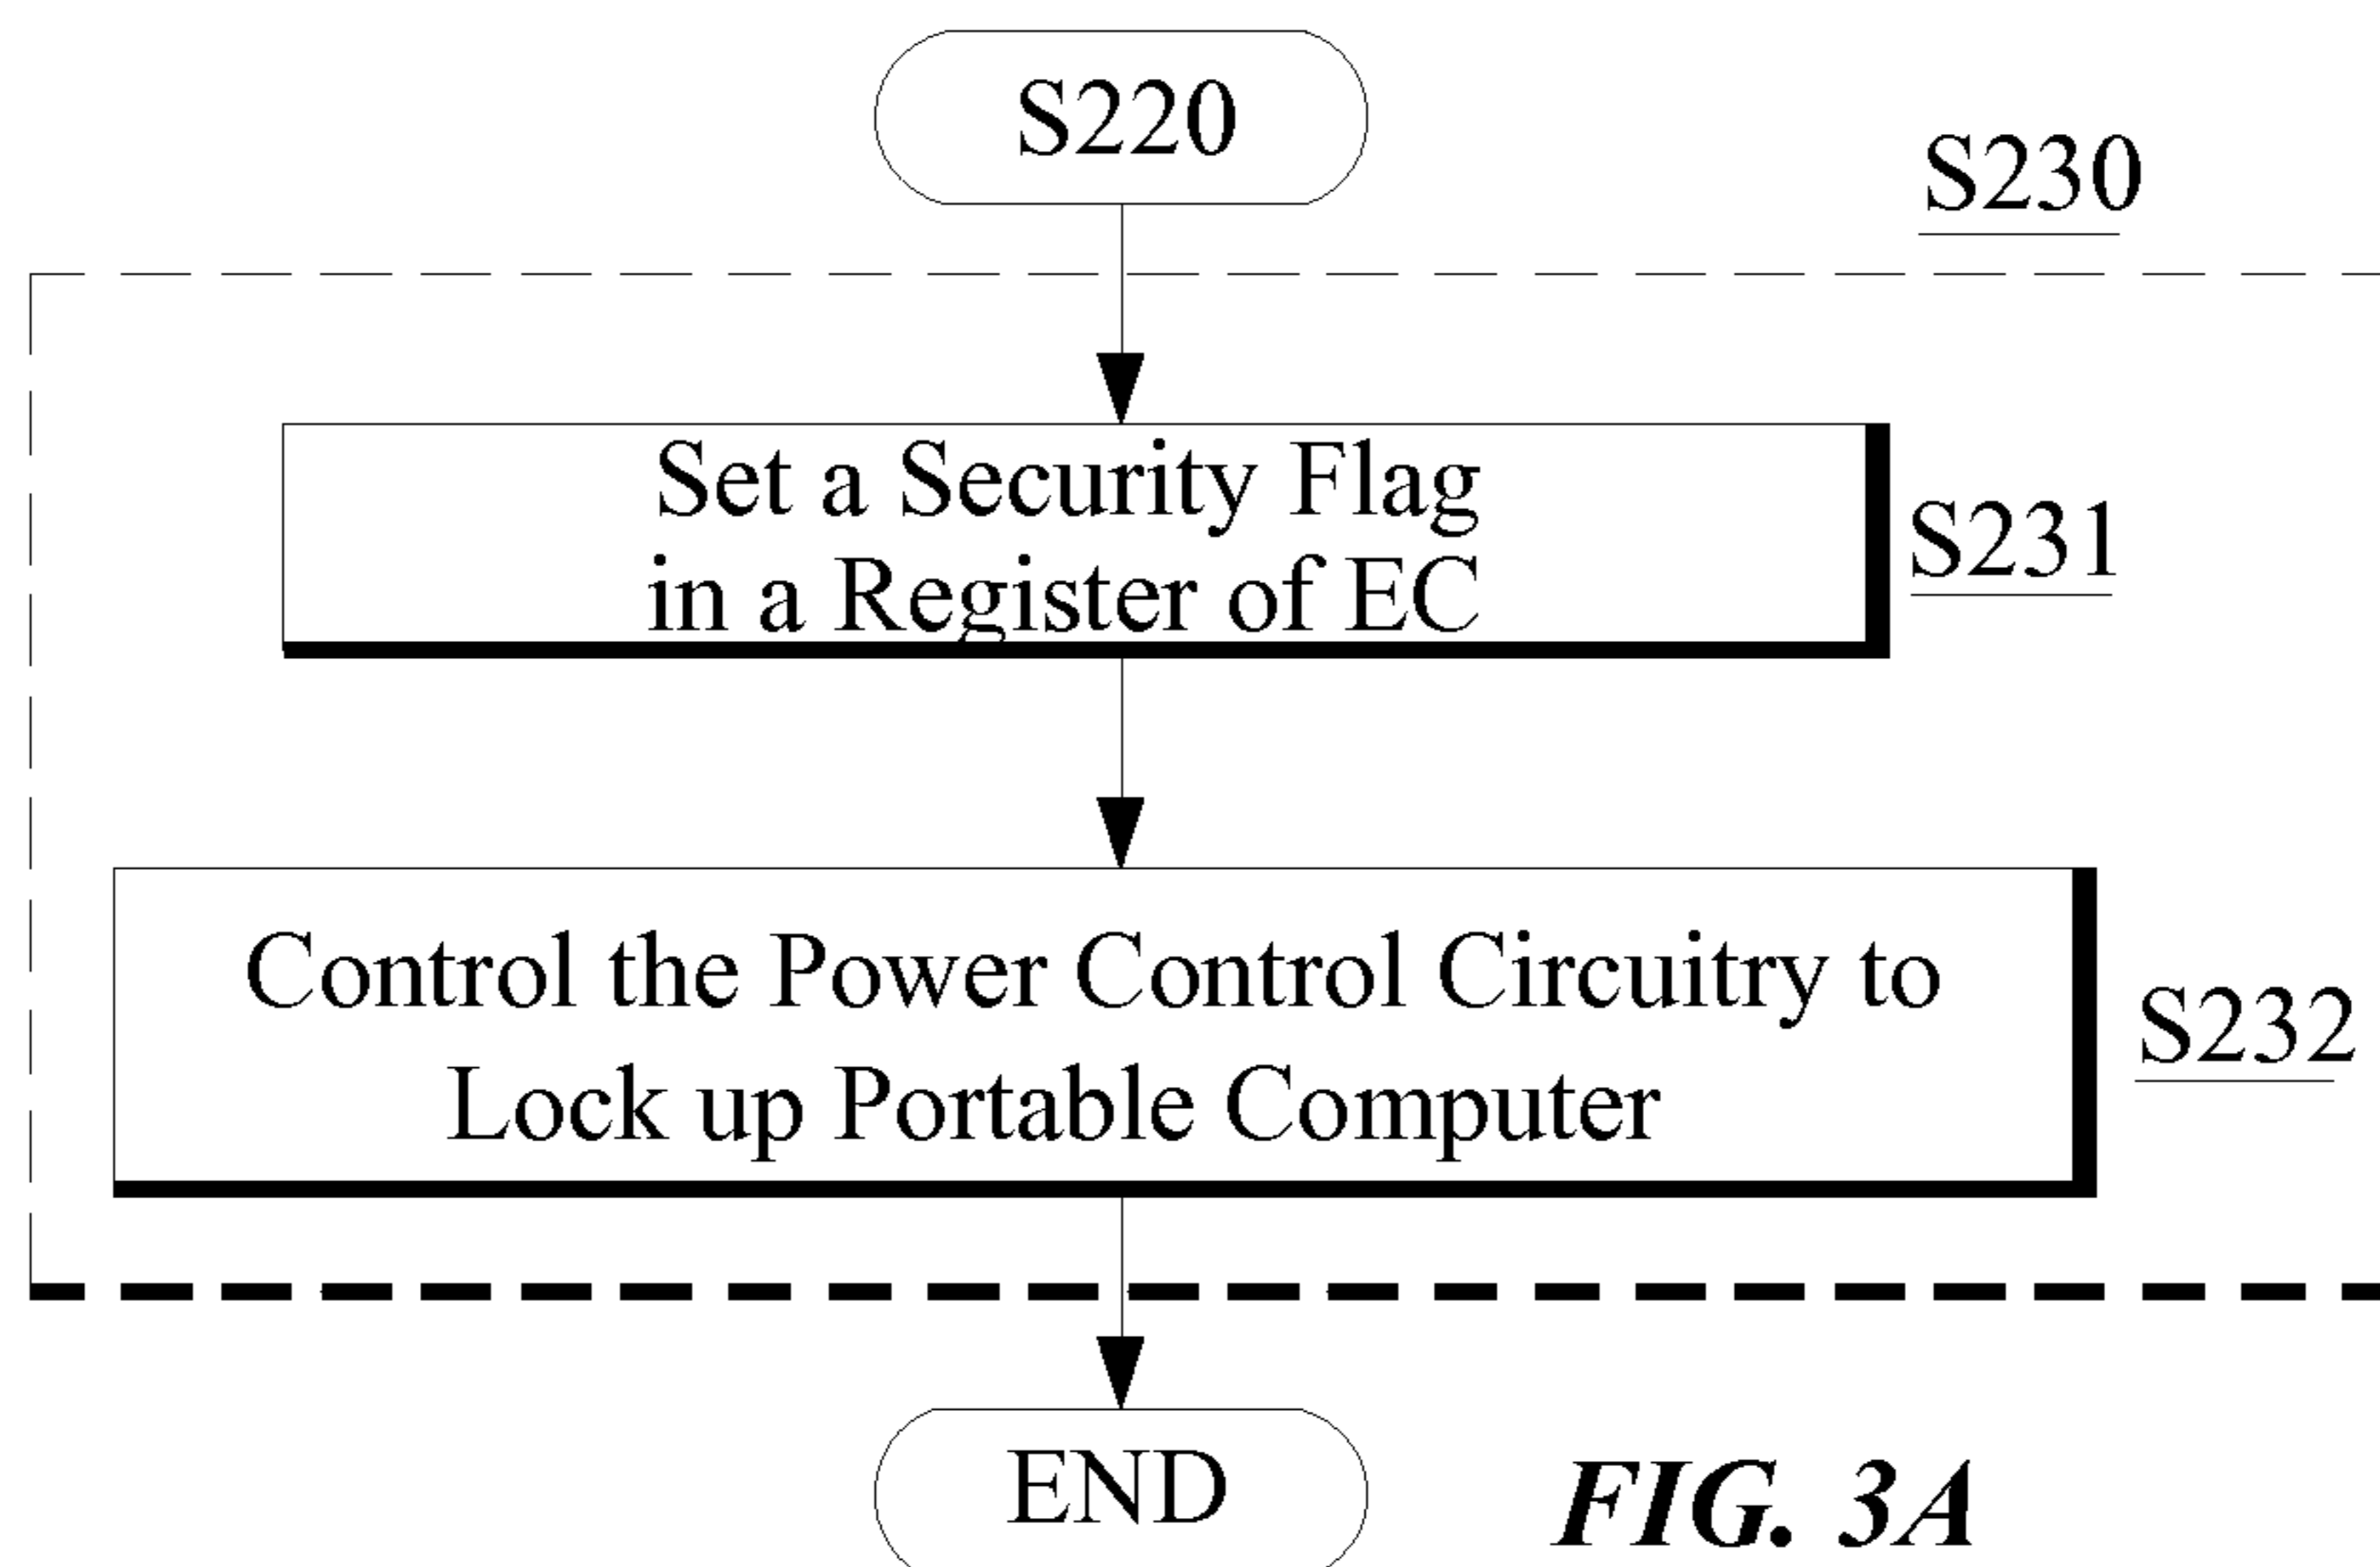 S220
S230
Set a Security Flag
in a Register of EC
S231
Control the Power Control Circuitry to
Lock up Portable Computer
S232
END
FIG. 3A